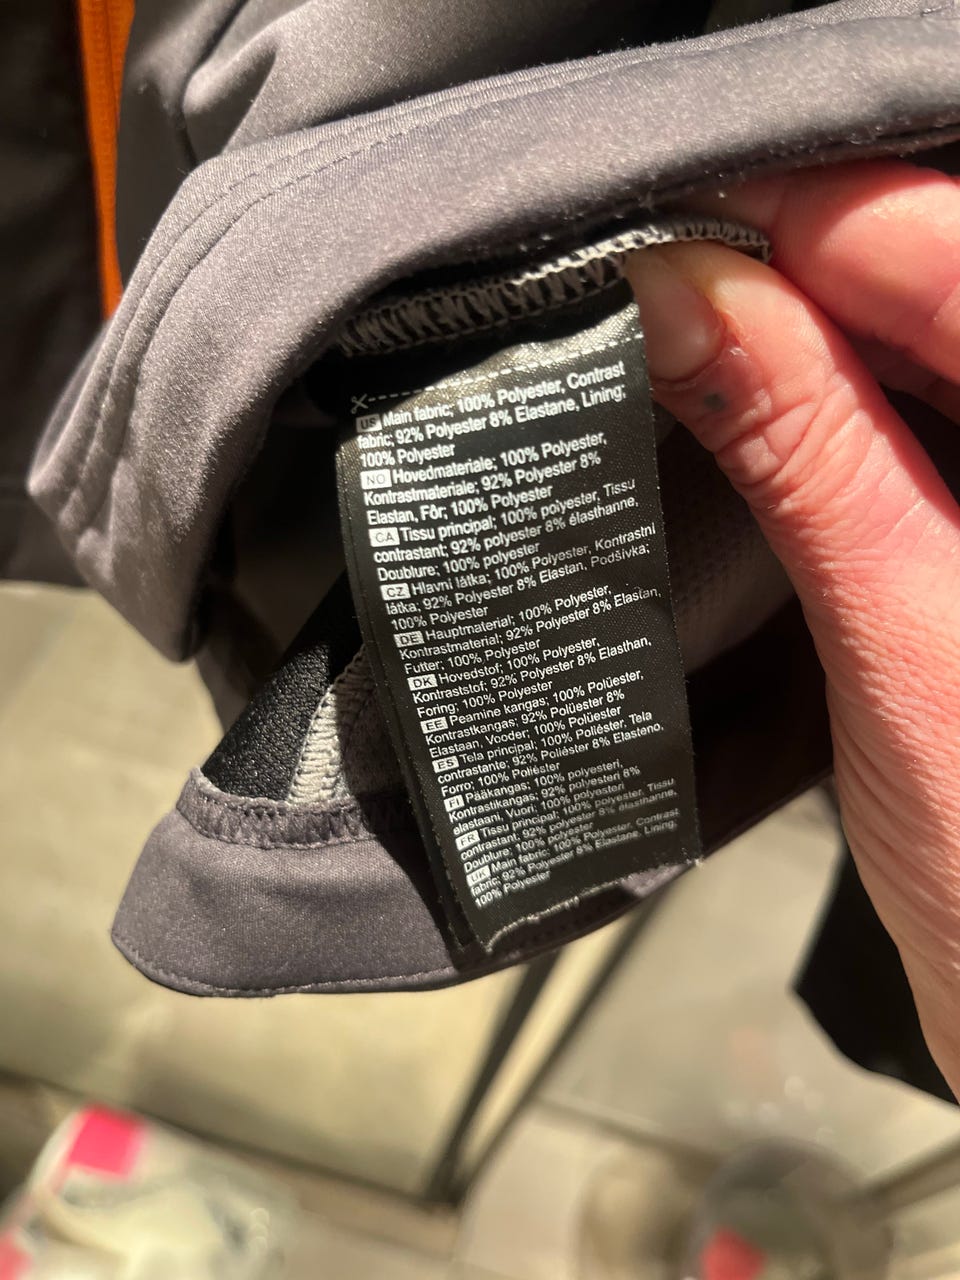 US Main fabric; 100% Polyester, Contrast
fabric; 92% Polyester 8% Elastane, Lining;
100% Polyester
NO Hovedmateriale; 100% Polyester,
Kontrastmateriale; 92% Polyester 8%
Elastan, Fôr; 100% Polyester
CA Tissu principal; 100% polyester, Tissu
contrastant; 92% polyester 8% élasthanne,
Doublure; 100% polyester
CZ Hlavní látka; 100% Polyester, Kontrastní
látka; 92% Polyester 8% Elastan, Podšívka;
100% Polyester
DE Hauptmaterial; 100% Polyester,
Kontrastmaterial; 92% Polyester 8% Elastan,
Futter; 100% Polyester
DK Hovedstof; 100% Polyester,
Kontraststof; 92% Polyester 8% Elasthan,
Foring; 100% Polyester
EE Peamine kangas; 100% Polüester,
Kontrastkangas; 92% Polüester 8%
Elastaan, Vooder; 100% Polüester
ES Tela principal; 100% Poliéster, Tela
contrastante; 92% Poliéster 8% Elasteno,
Forro; 100% Poliéster
FI Pääkangas; 100% polyesteri,
Kontrastikangas; 92% polyesteri 8%
elastaani, Vuori; 100% polyesteri
FR Tissu principal; 100% polyester, Tissu
contrastant; 92% polyester 8% élasthanne,
Doublure; 100% polyester
UK Main fabric; 100% Polyester, Contrast
fabric; 92% Polyester 8% Elastane, Lining;
100% Polyester